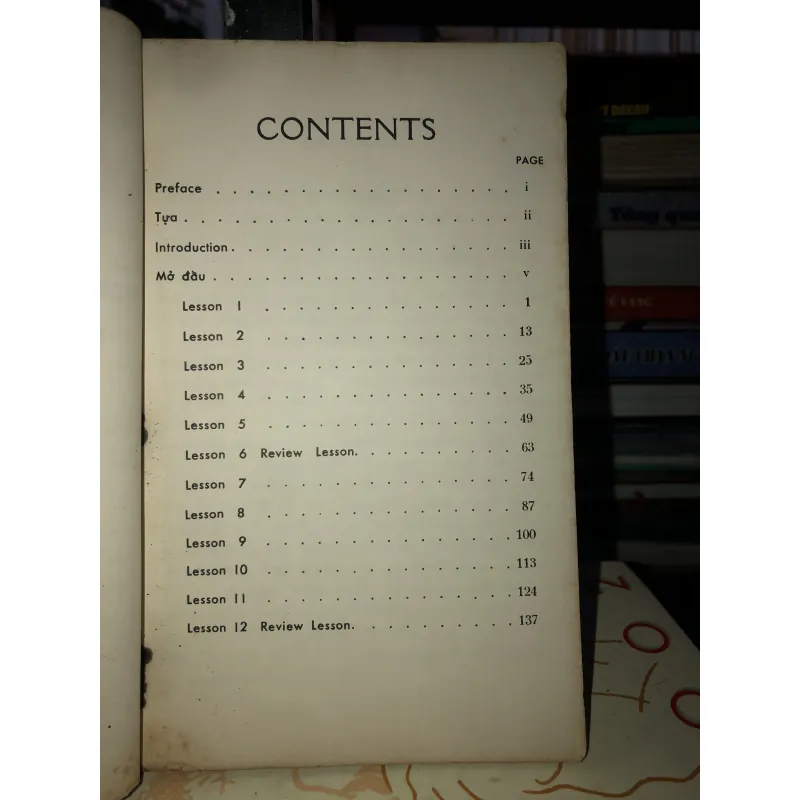 CONTENTS
PAGE
Preface . . . . . . . . . . . . . . . . . . i
Tựa . . . . . . . . . . . . . . . . . . . . ii
Introduction . . . . . . . . . . . . . . . . . iii
Mở đầu . . . . . . . . . . . . . . . . . . v
Lesson 1 . . . . . . . . . . . . . . . 1
Lesson 2 . . . . . . . . . . . . . . . 13
Lesson 3 . . . . . . . . . . . . . . . 25
Lesson 4 . . . . . . . . . . . . . . . 35
Lesson 5 . . . . . . . . . . . . . . . 49
Lesson 6 Review Lesson. . . . . . . . . . 63
Lesson 7 . . . . . . . . . . . . . . . 74
Lesson 8 . . . . . . . . . . . . . . . 87
Lesson 9 . . . . . . . . . . . . . . . 100
Lesson 10 . . . . . . . . . . . . . . . 113
Lesson 11 . . . . . . . . . . . . . . . 124
Lesson 12 Review Lesson. . . . . . . . . . 137
Tổng quan